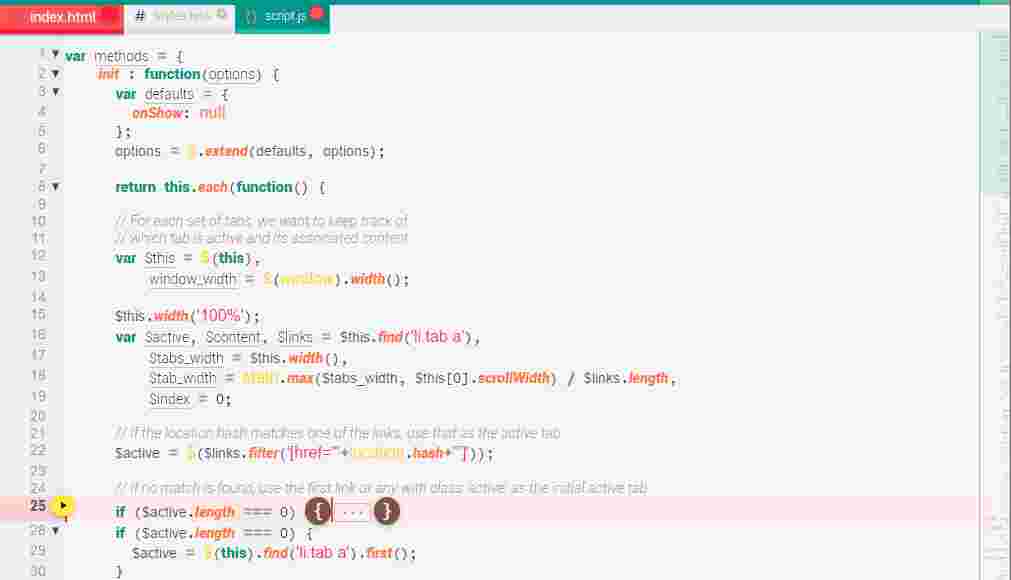 index.html # Styles.less {} script.js
1 var methods = {
2 init : function(options) {
3 var defaults = {
4 onShow: null
5 };
6 options = $.extend(defaults, options);
7
8 return this.each(function() {
9
10 // For each set of tabs, we want to keep track of
11 // which tab is active and its associated content
12 var $this = $(this),
13 window_width = $(window).width();
14
15 $this.width('100%');
16 var $active, $content, $links = $this.find('li.tab a'),
17 $tabs_width = $this.width(),
18 $tab_width = Math.max($tabs_width, $this[0].scrollWidth) / $links.length,
19 $index = 0;
20
21 // If the location.hash matches one of the links, use that as the active tab.
22 $active = $($links.filter('[href="'+location.hash+'"]'));
23
24 // If no match is found, use the first link or any with class 'active' as the initial active tab.
25 if ($active.length === 0) { ... }
28 if ($active.length === 0) {
29 $active = $(this).find('li.tab a').first();
30 }